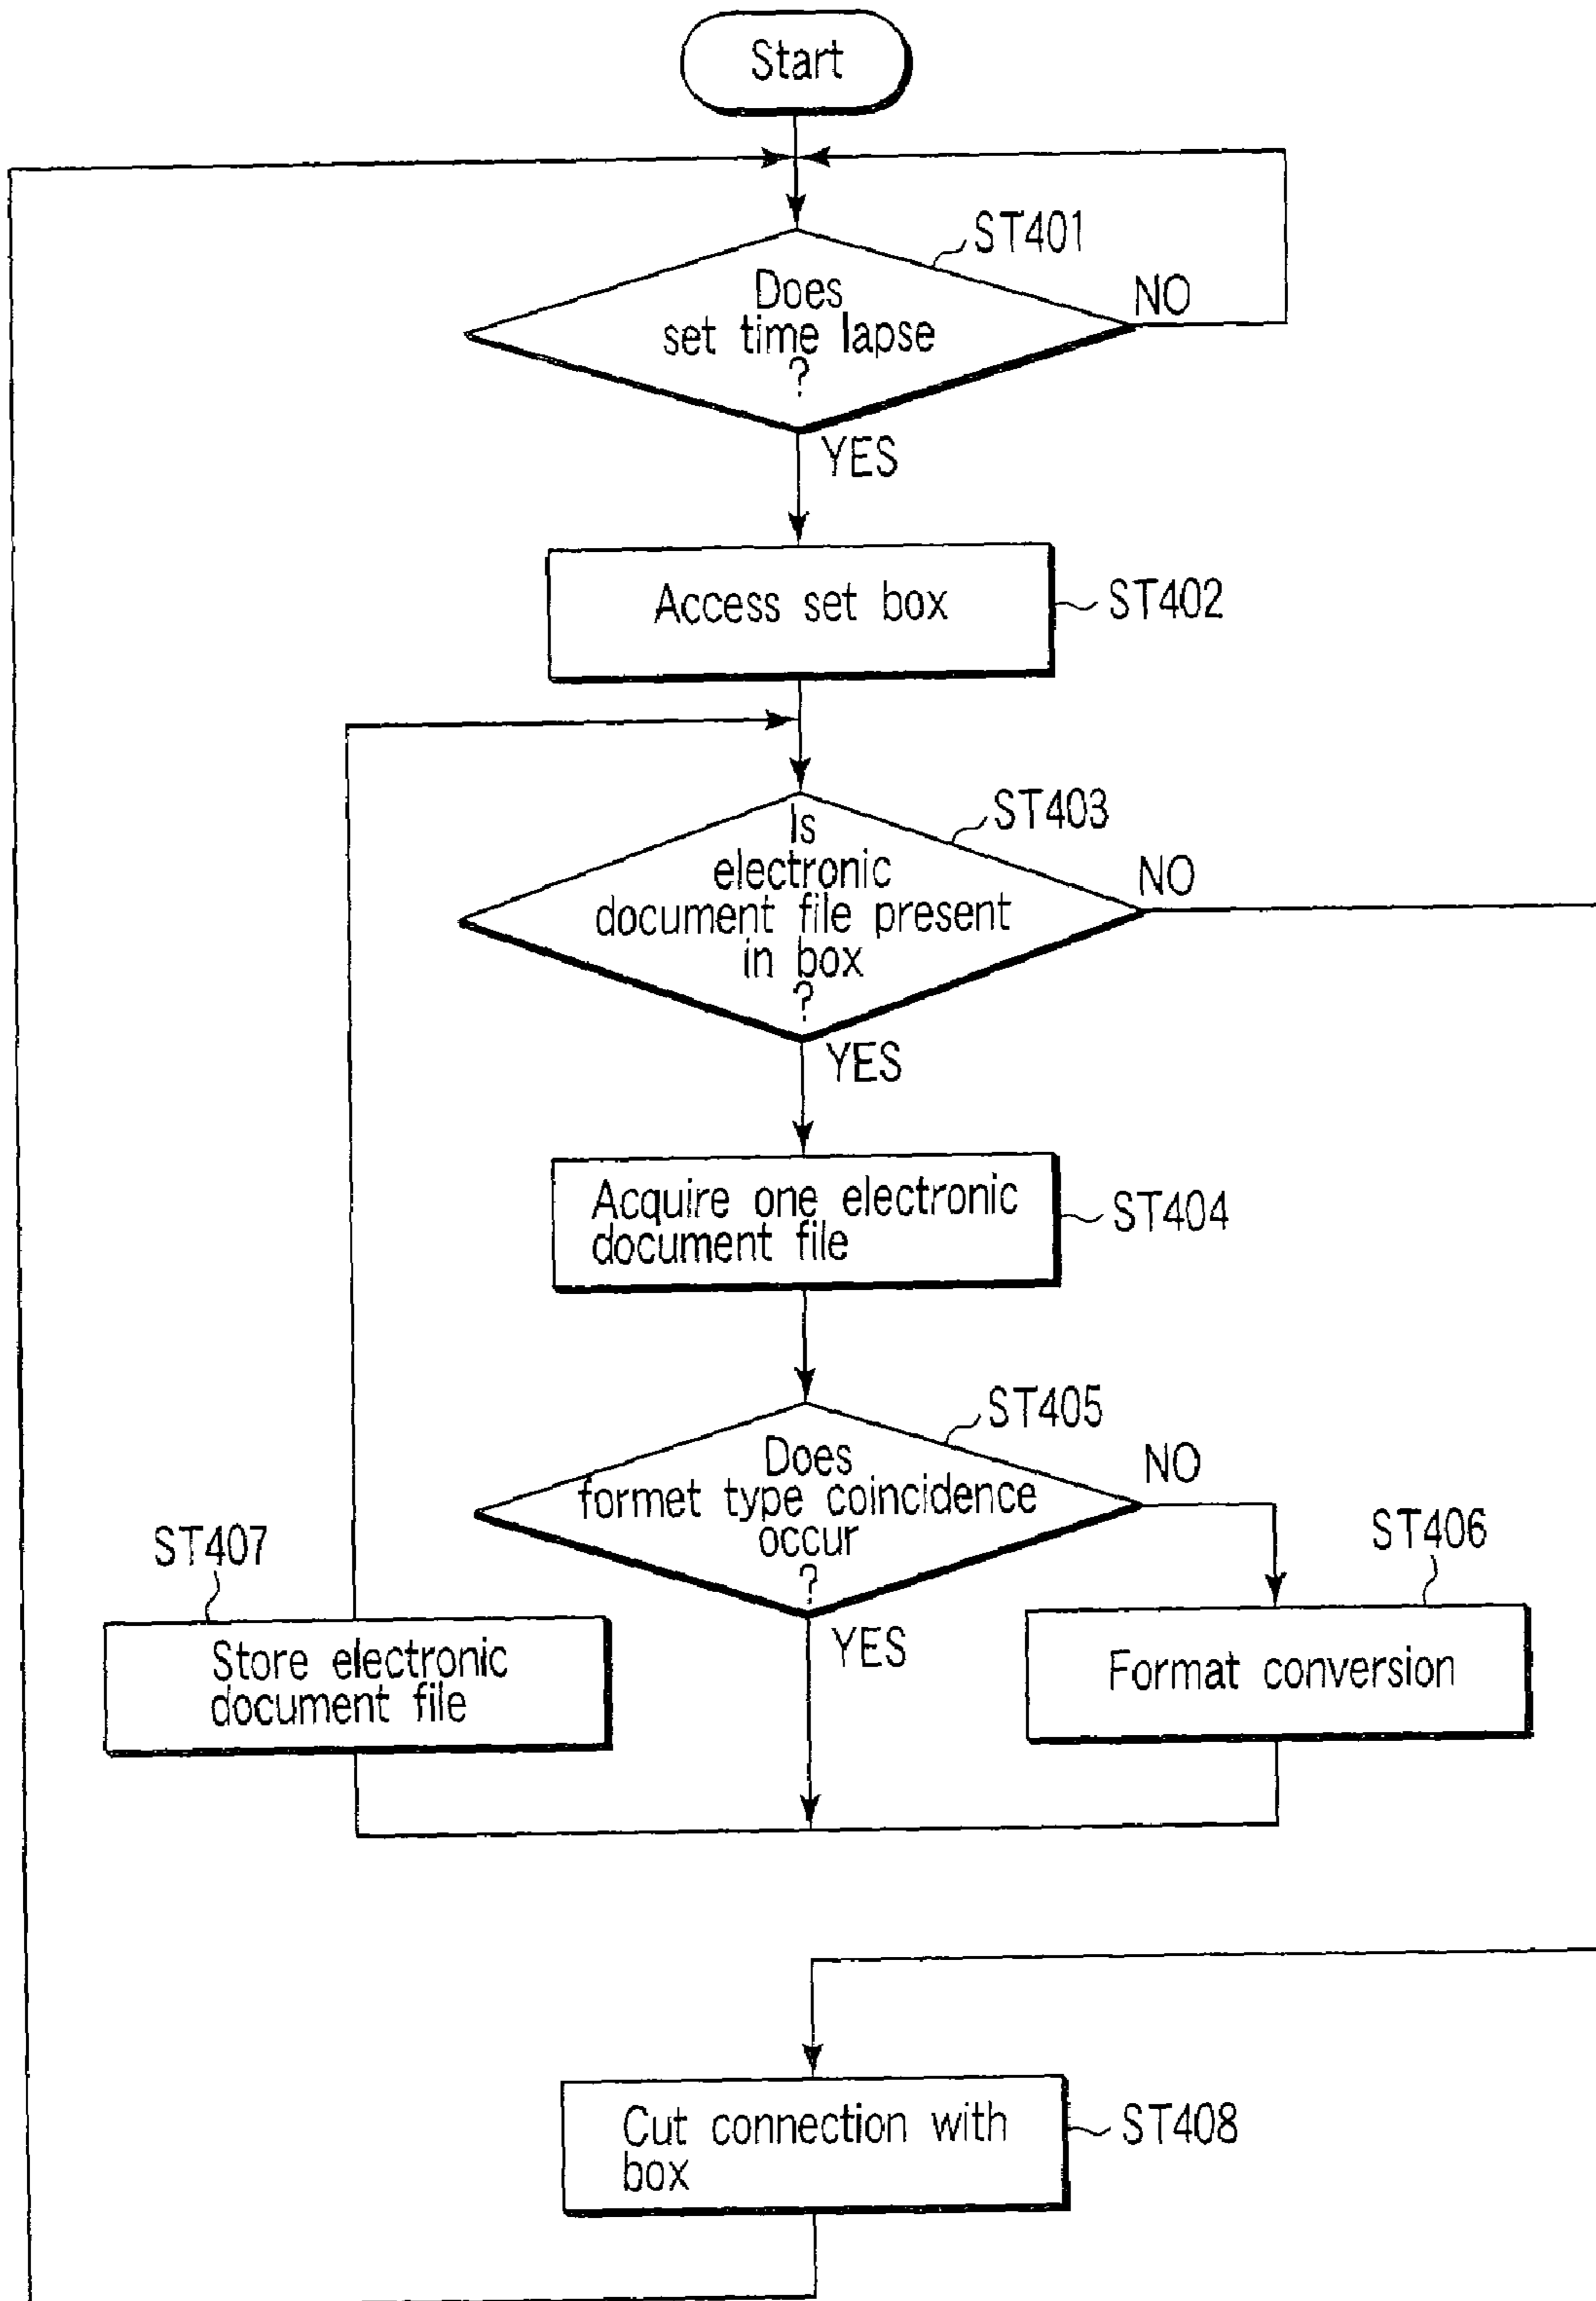 Start
ST401
Does
set time lapse
?
NO
YES
Access set box
ST402
ST403
Is
electronic
document file present
in box
?
NO
YES
Acquire one electronic
document file
ST404
ST405
Does
formet type coincidence
occur
?
NO
YES
ST406
Format conversion
ST407
Store electronic
document file
Cut connection with
box
ST408